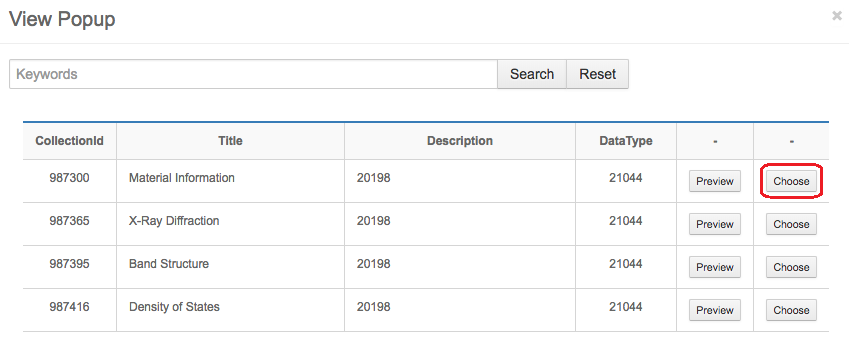 View Popup ×
Keywords Search Reset
CollectionId Title Description DataType - -
987300 Material Information 20198 21044 Preview Choose
987365 X-Ray Diffraction 20198 21044 Preview Choose
987395 Band Structure 20198 21044 Preview Choose
987416 Density of States 20198 21044 Preview Choose